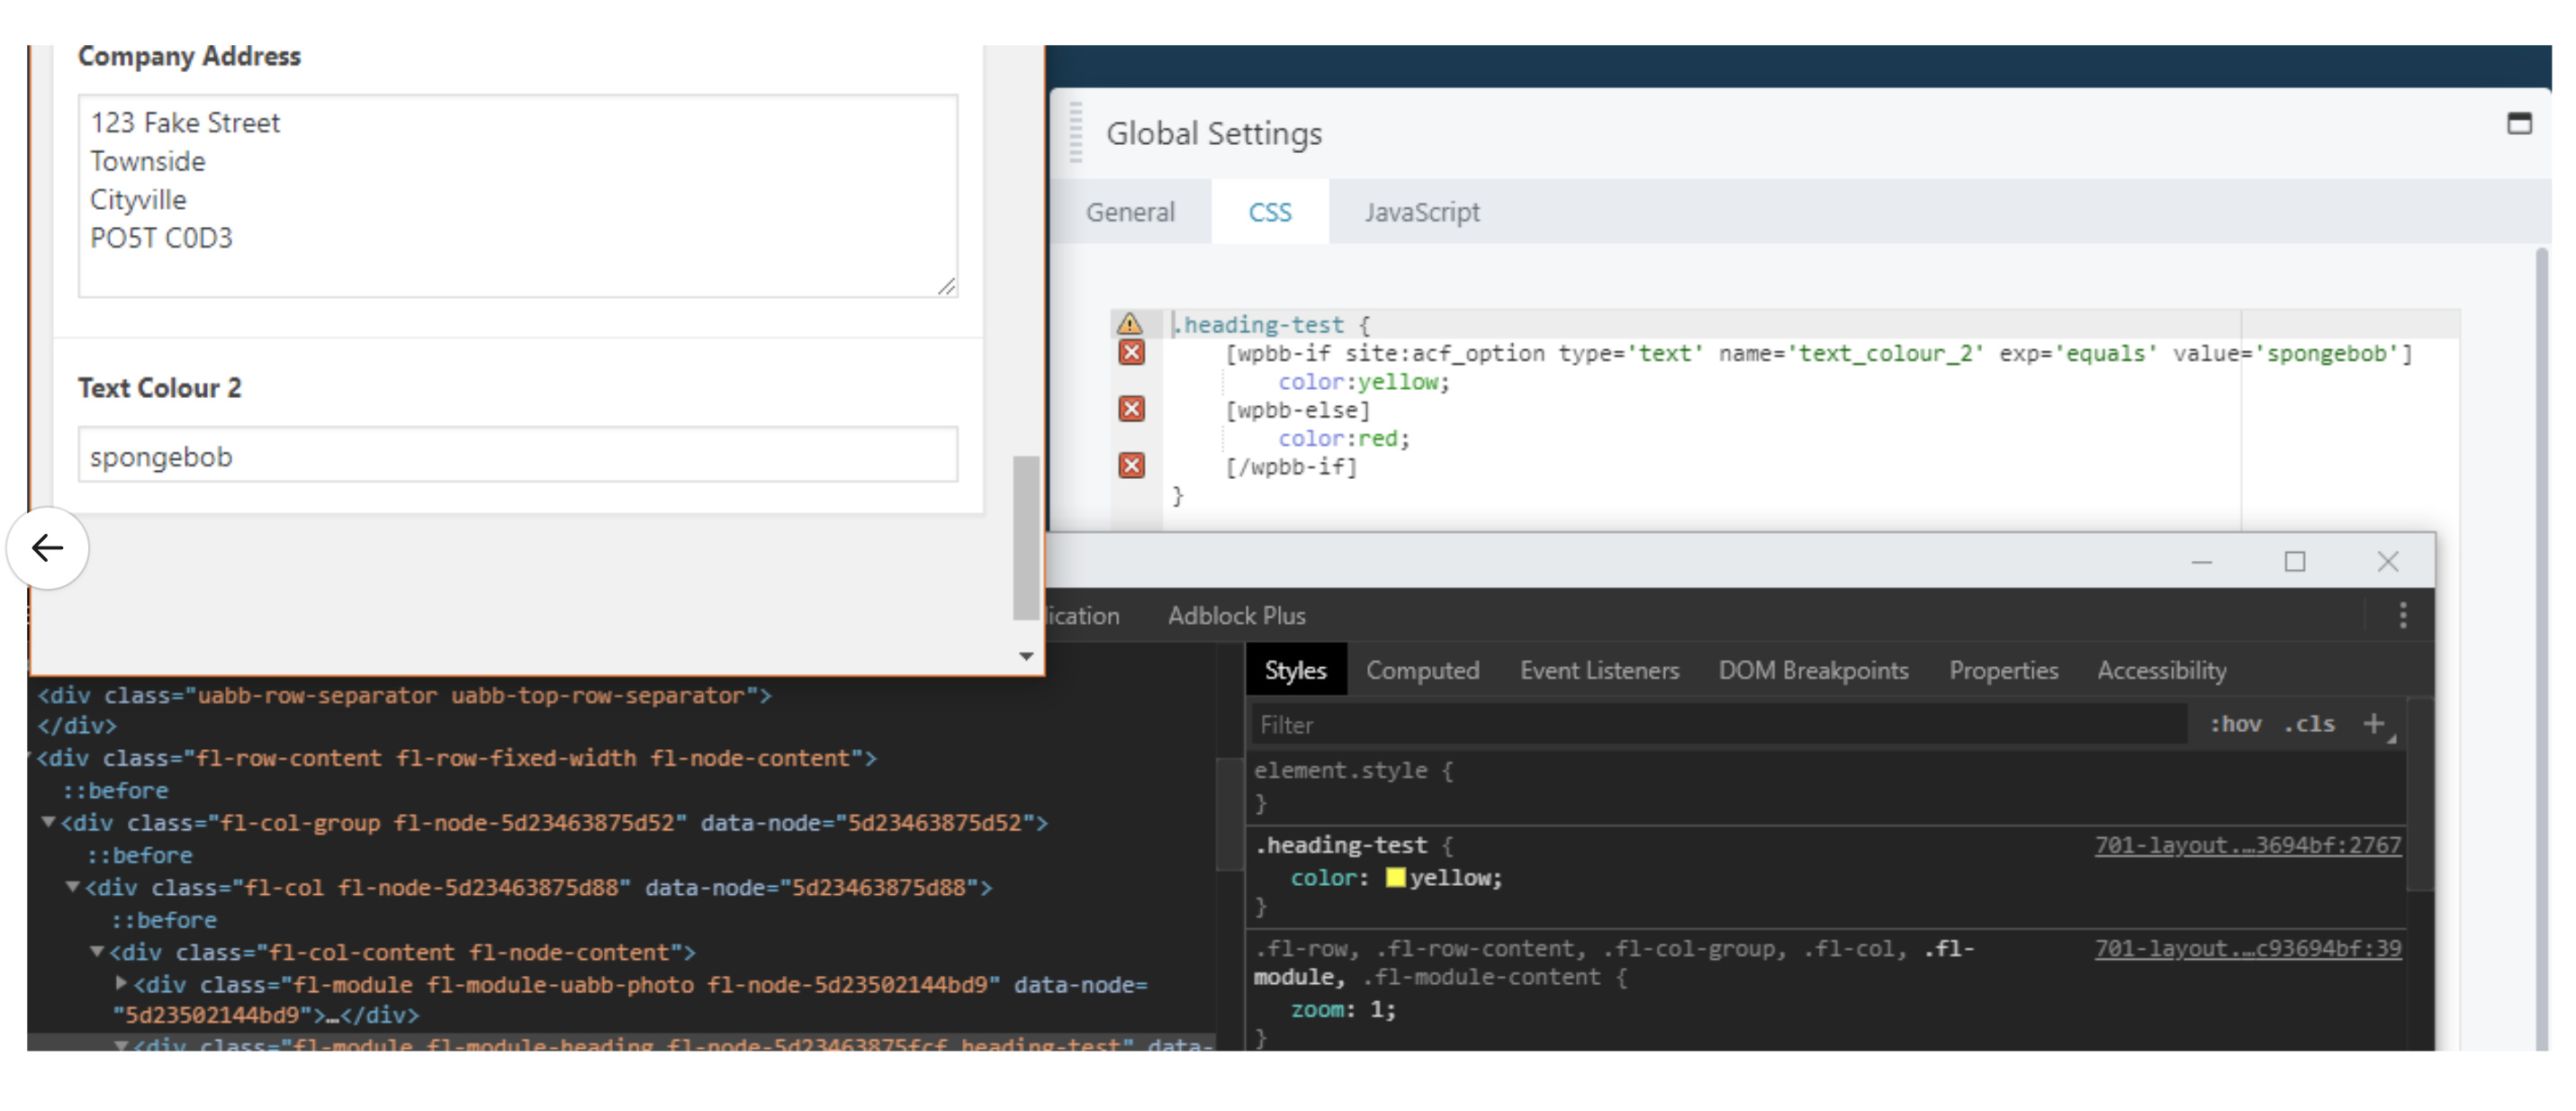 Company Address
123 Fake Street
Townside
Cityville
PO5T C0D3
Text Colour 2
spongebob
Global Settings
General CSS JavaScript
.heading-test {
[wpbb-if site:acf_option type='text' name='text_colour_2' exp='equals' value='spongebob']
color:yellow;
[wpbb-else]
color:red;
[/wpbb-if]
}
ication Adblock Plus
<div class="uabb-row-separator uabb-top-row-separator">
</div>
<div class="fl-row-content fl-row-fixed-width fl-node-content">
::before
<div class="fl-col-group fl-node-5d23463875d52" data-node="5d23463875d52">
::before
<div class="fl-col fl-node-5d23463875d88" data-node="5d23463875d88">
::before
<div class="fl-col-content fl-node-content">
<div class="fl-module fl-module-uabb-photo fl-node-5d23502144bd9" data-node=
"5d23502144bd9">…</div>
<div class="fl-module fl-module-heading fl-node-5d23463875fcf heading-test" data-
Styles Computed Event Listeners DOM Breakpoints Properties Accessibility
Filter :hov .cls +
element.style {
}
.heading-test { 701-layout.…3694bf:2767
color: yellow;
}
.fl-row, .fl-row-content, .fl-col-group, .fl-col, .fl- 701-layout.…c93694bf:39
module, .fl-module-content {
zoom: 1;
}